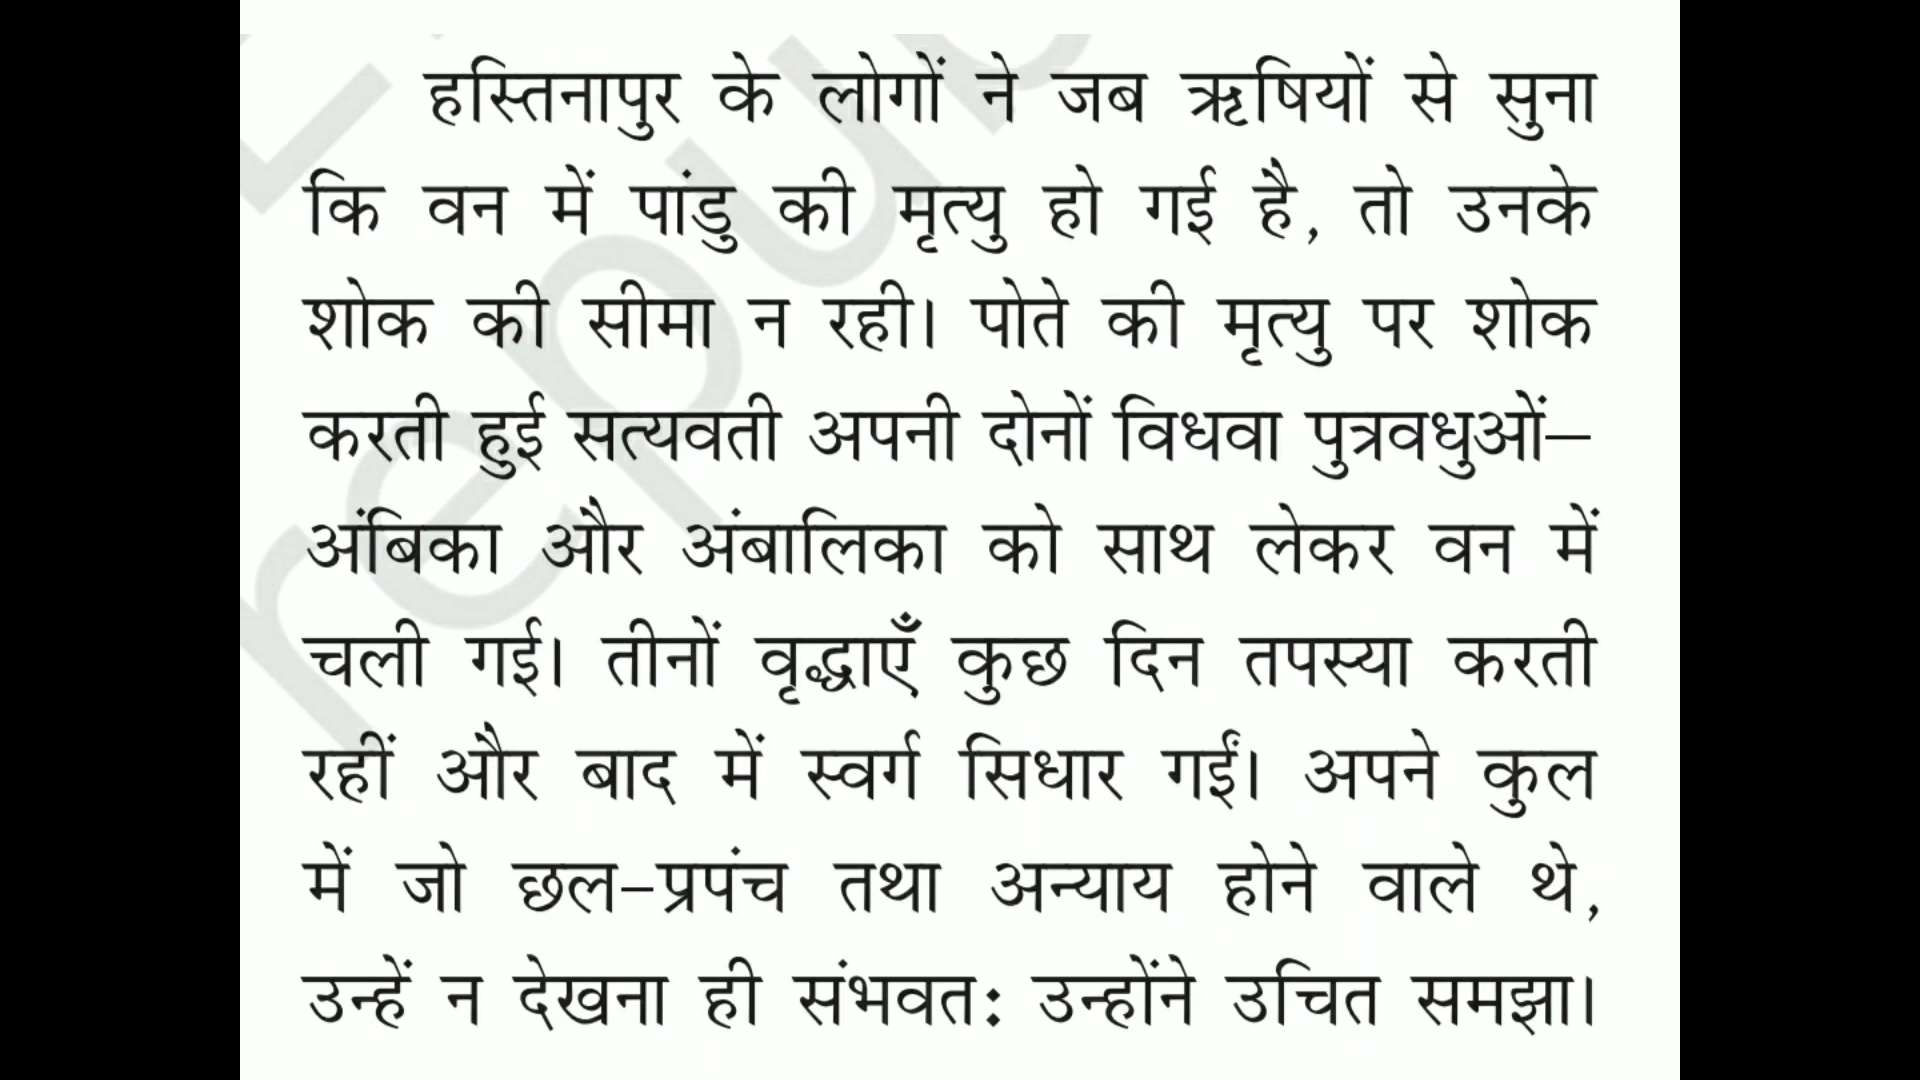 हस्तिनापुर के लोगों ने जब ऋषियों से सुना
कि वन में पांडु की मृत्यु हो गई है, तो उनके
शोक की सीमा न रही। पोते की मृत्यु पर शोक
करती हुई सत्यवती अपनी दोनों विधवा पुत्रवधुओं–
अंबिका और अंबालिका को साथ लेकर वन में
चली गई। तीनों वृद्धाएँ कुछ दिन तपस्या करती
रहीं और बाद में स्वर्ग सिधार गईं। अपने कुल
में जो छल–प्रपंच तथा अन्याय होने वाले थे,
उन्हें न देखना ही संभवतः उन्होंने उचित समझा।